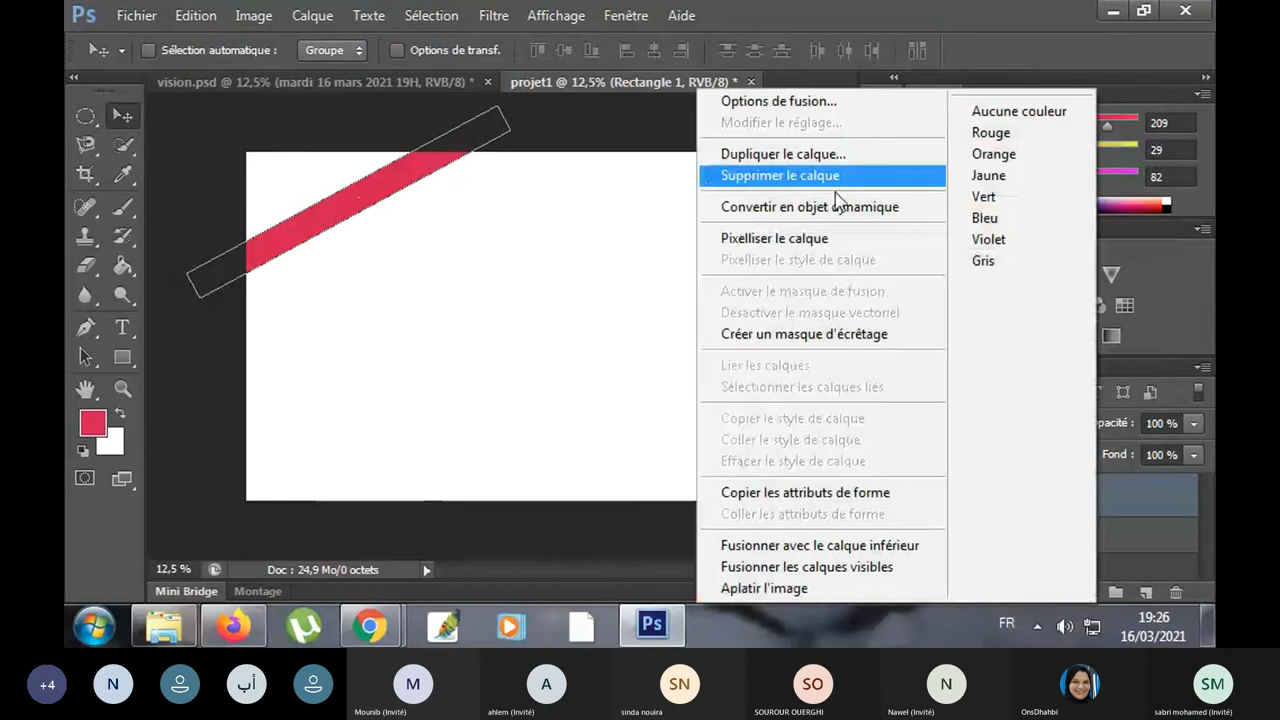 Ps Fichier Edition Image Calque Texte Sélection Filtre Affichage Fenêtre Aide
Sélection automatique : Groupe Options de transf.
vision.psd @ 12,5% (mardi 16 mars 2021 19H, RVB/8) * × projet1 @ 12,5% (Rectangle 1, RVB/8) * ×
Options de fusion...
Modifier le réglage...
Dupliquer le calque...
Supprimer le calque
Convertir en objet dynamique
Pixelliser le calque
Pixelliser le style de calque
Activer le masque de fusion
Desactiver le masque vectoriel
Créer un masque d'écrêtage
Lier les calques
Sélectionner les calques liés
Copier le style de calque
Coller le style de calque
Effacer le style de calque
Copier les attributs de forme
Coller les attributs de forme
Fusionner avec le calque inférieur
Fusionner les calques visibles
Aplatir l'image
Aucune couleur
Rouge
Orange
Jaune
Vert
Bleu
Violet
Gris
209
29
82
100 %
Fond : 100 %
12,5 % Doc : 24,9 Mo/0 octets
Mini Bridge Montage
Ps FR 19:26
16/03/2021
+4 N أب M A SN SO N SM
Mounib (Invité) ahlem (Invité) sinda nouira SOUROUR OUERGHI Nawel (Invité) OnsDhahbi sabri mohamed (Invité)